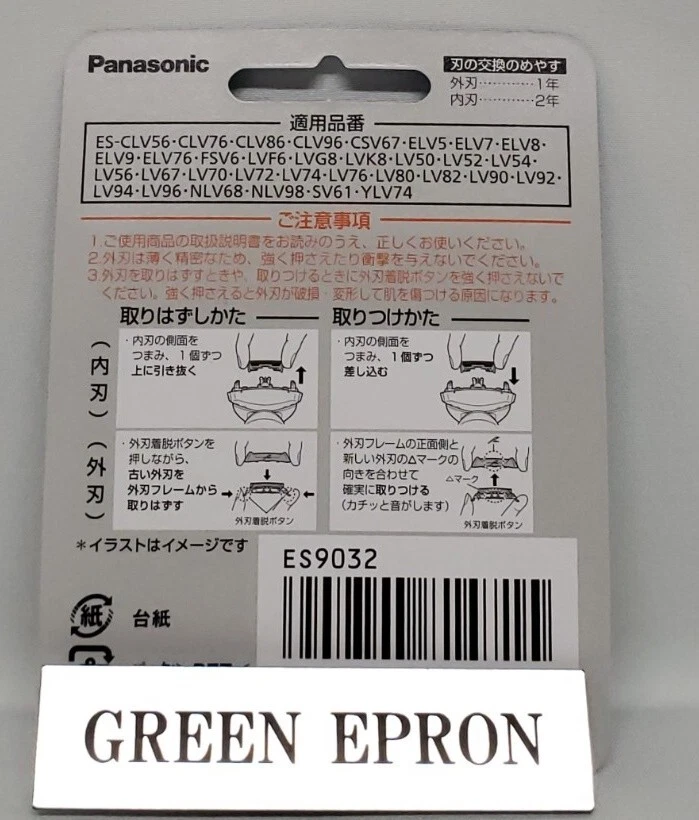 Panasonic
刃の交換のめやす
外刃…………1年
内刃…………2年
適用品番
ES-CLV56・CLV76・CLV86・CLV96・CSV67・ELV5・ELV7・ELV8・
ELV9・ELV76・FSV6・LVF6・LVG8・LVK8・LV50・LV52・LV54・
LV56・LV67・LV70・LV72・LV74・LV76・LV80・LV82・LV90・LV92・
LV94・LV96・NLV68・NLV98・SV61・YLV74
ご注意事項
1.ご使用商品の取扱説明書をお読みのうえ、正しくお使いください。
2.外刃は薄く精密なため、強く押さえたり衝撃を与えないでください。
3.外刃を取りはずすときや、取りつけるときに外刃着脱ボタンを強く押さえないで
ください。強く押さえると外刃が破損・変形して肌を傷つける原因になります。
取りはずしかた
取りつけかた
(内刃)
・内刃の側面を
つまみ、1個ずつ
上に引き抜く
・内刃の側面を
つまみ、1個ずつ
差し込む
(外刃)
・外刃着脱ボタンを
押しながら、
古い外刃を
外刃フレームから
取りはずす
外刃着脱ボタン
・外刃フレームの正面側と
新しい外刃の△マークの
向きを合わせて
確実に取りつける
(カチッと音がします)
△マーク
外刃着脱ボタン
*イラストはイメージです
ES9032
紙
台紙
GREEN EPRON